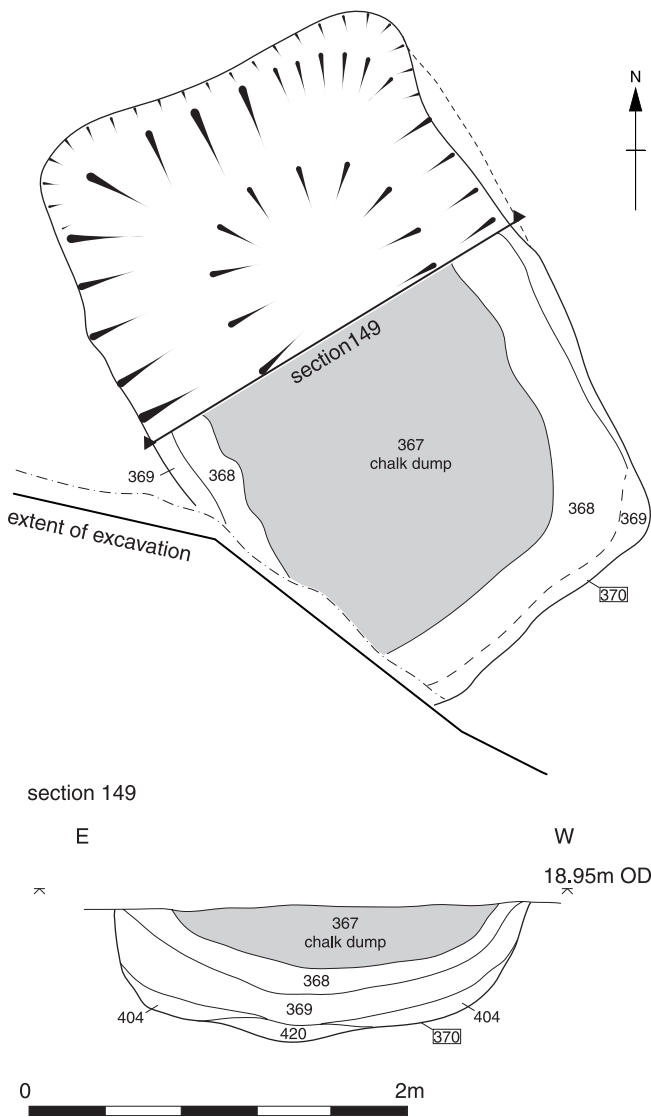 N
section149
367
chalk dump
369
368
368
369
extent of excavation
370
section 149
E
W
18.95m OD
367
chalk dump
368
369
404
404
420
370
0
2m